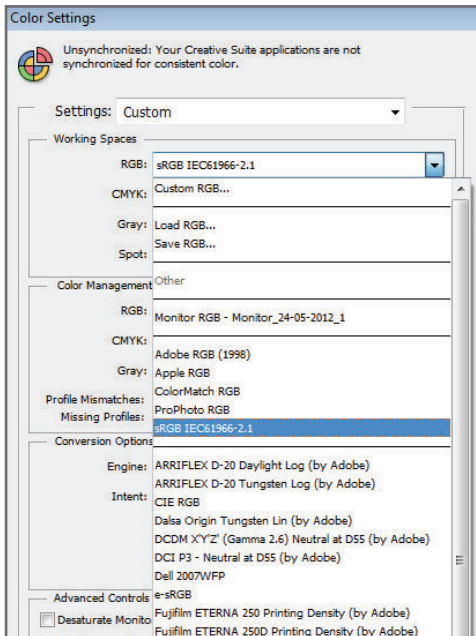 Color Settings
Unsynchronized: Your Creative Suite applications are not
synchronized for consistent color.
Settings: Custom
Working Spaces
RGB: sRGB IEC61966-2.1
Custom RGB...
CMYK:
Gray: Load RGB...
Save RGB...
Spot:
Other
Color Management
RGB: Monitor RGB - Monitor_24-05-2012_1
CMYK:
Adobe RGB (1998)
Gray: Apple RGB
ColorMatch RGB
Profile Mismatches: ProPhoto RGB
Missing Profiles: sRGB IEC61966-2.1
Conversion Options
Engine: ARRIFLEX D-20 Daylight Log (by Adobe)
ARRIFLEX D-20 Tungsten Log (by Adobe)
Intent: CIE RGB
Dalsa Origin Tungsten Lin (by Adobe)
DCDM X'Y'Z' (Gamma 2.6) Neutral at D55 (by Adobe)
DCI P3 - Neutral at D55 (by Adobe)
Dell 2007WFP
Advanced Controls e-sRGB
Desaturate Monito Fujifilm ETERNA 250 Printing Density (by Adobe)
Fujifilm ETERNA 250D Printing Density (by Adobe)